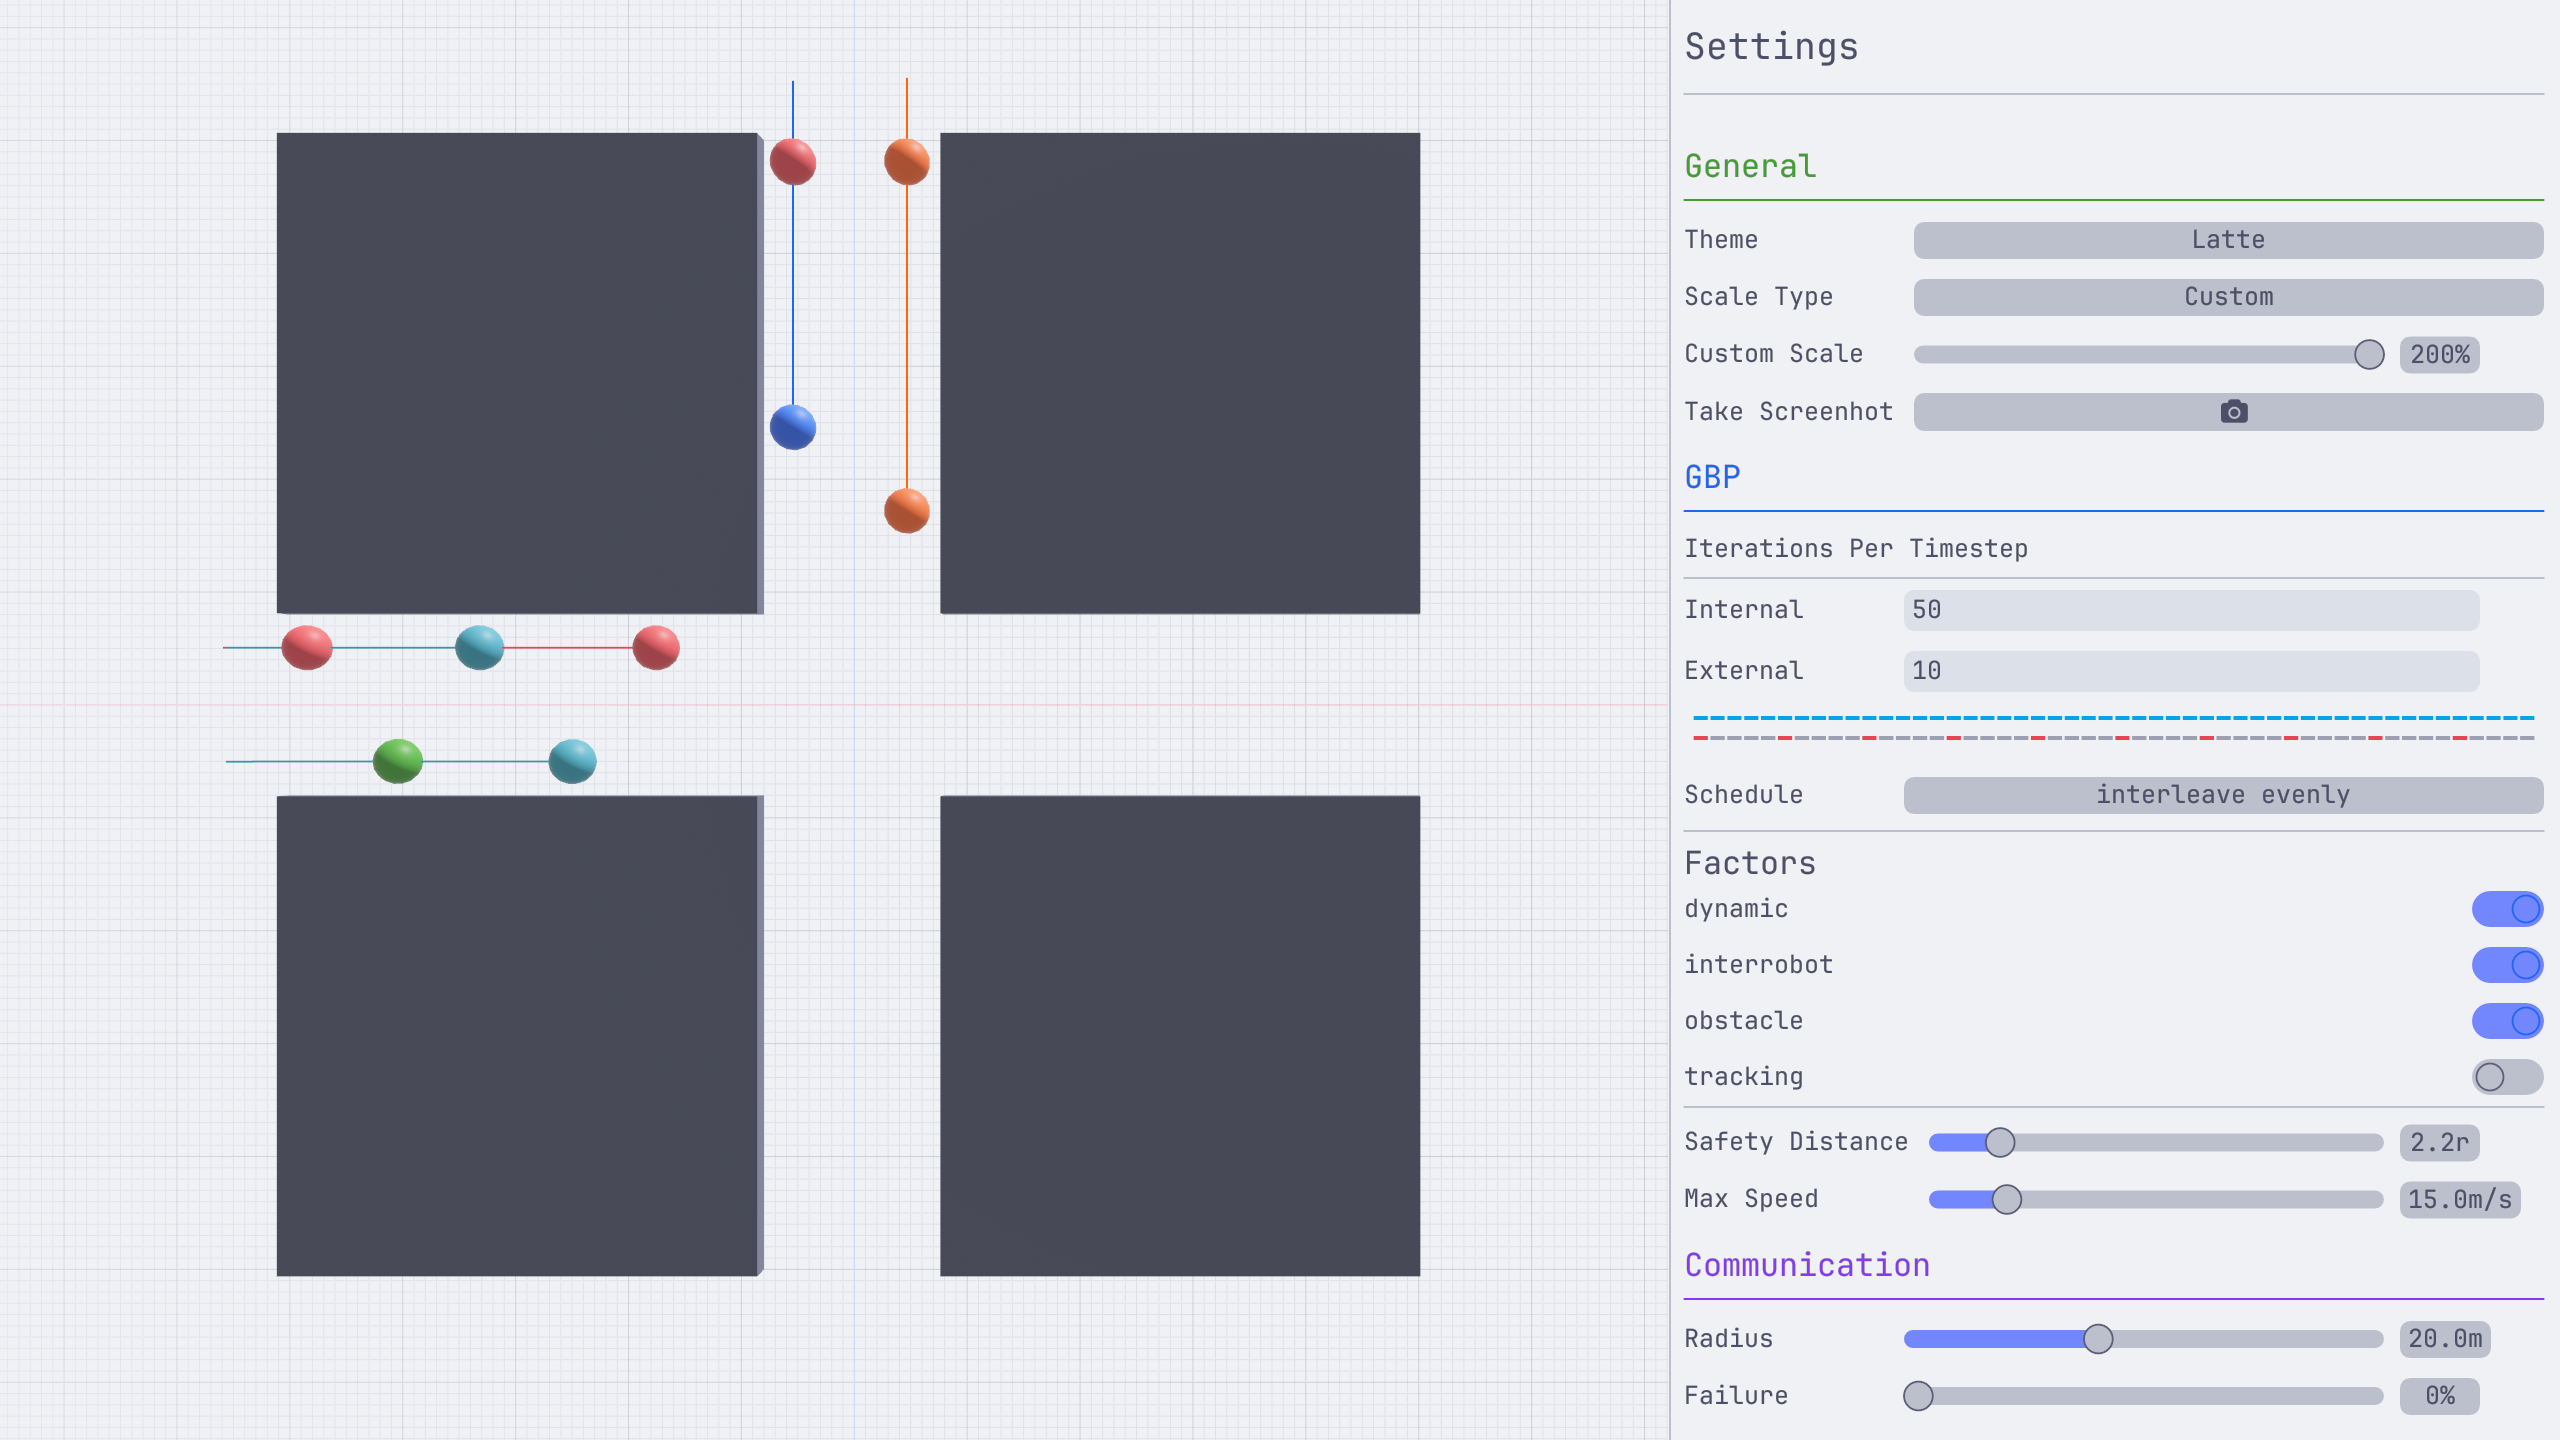 Settings
General
Theme Latte
Scale Type Custom
Custom Scale 200%
Take Screenhot
GBP
Iterations Per Timestep
Internal 50
External 10
Schedule interleave evenly
Factors
dynamic
interrobot
obstacle
tracking
Safety Distance 2.2r
Max Speed 15.0m/s
Communication
Radius 20.0m
Failure 0%